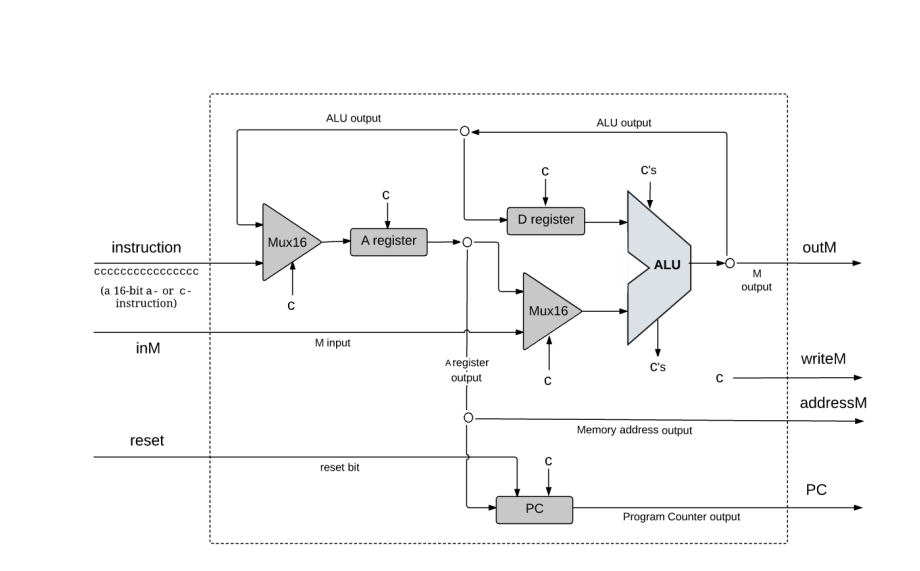 ALU output
ALU output
C
C's
C
D register
Mux16
A register
instruction
outM
ALU
cccccccccccccccc
M
output
(a 16-bit a- or c-
instruction)
C
Mux16
inM
M input
A register
output
C's
writeM
C
C
addressM
Memory address output
reset
reset bit
C
PC
PC
Program Counter output